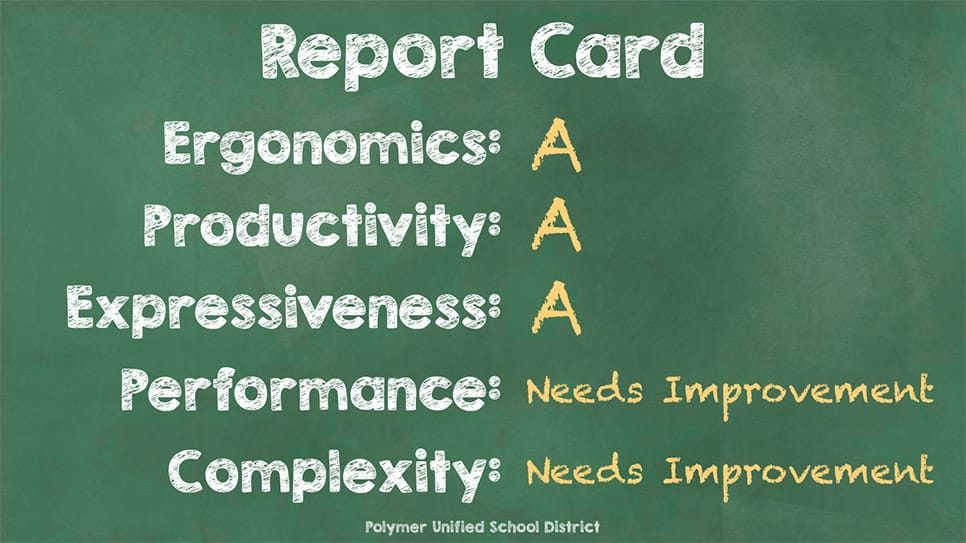 Report Card
Ergonomics: A
Productivity: A
Expressiveness: A
Performance: Needs Improvement
Complexity: Needs Improvement
Polymer Unified School District